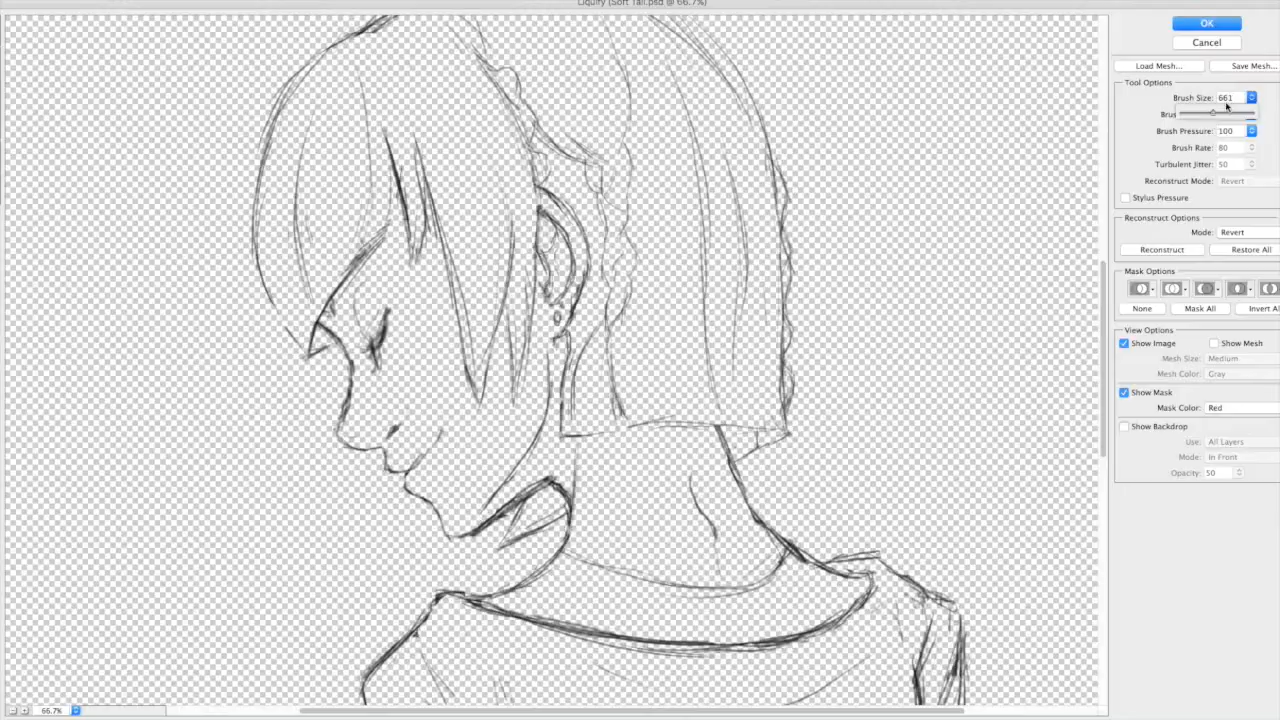 Liquify (Soft Tail.psd @ 66.7%)
OK
Cancel
Load Mesh...
Save Mesh...
Tool Options
Brush Size: 661
Brus
Brush Pressure: 100
Brush Rate: 80
Turbulent Jitter: 50
Reconstruct Mode: Revert
Stylus Pressure
Reconstruct Options
Mode: Revert
Reconstruct
Restore All
Mask Options
None
Mask All
Invert Al
View Options
Show Image
Show Mesh
Mesh Size: Medium
Mesh Color: Gray
Show Mask
Mask Color: Red
Show Backdrop
Use: All Layers
Mode: In Front
Opacity: 50
66.7%